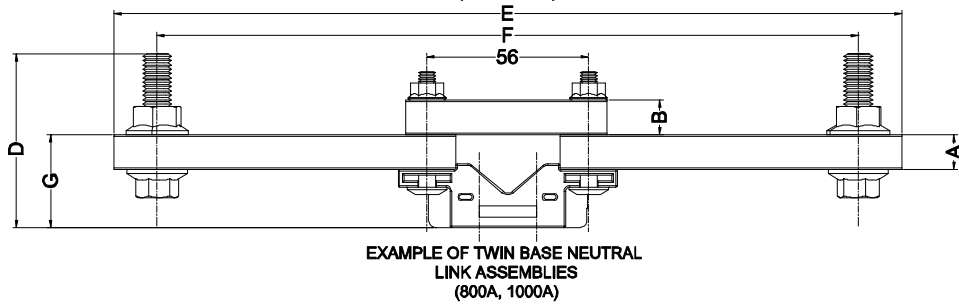 E
F
56
D
G
B
A
EXAMPLE OF TWIN BASE NEUTRAL
LINK ASSEMBLIES
(800A, 1000A)